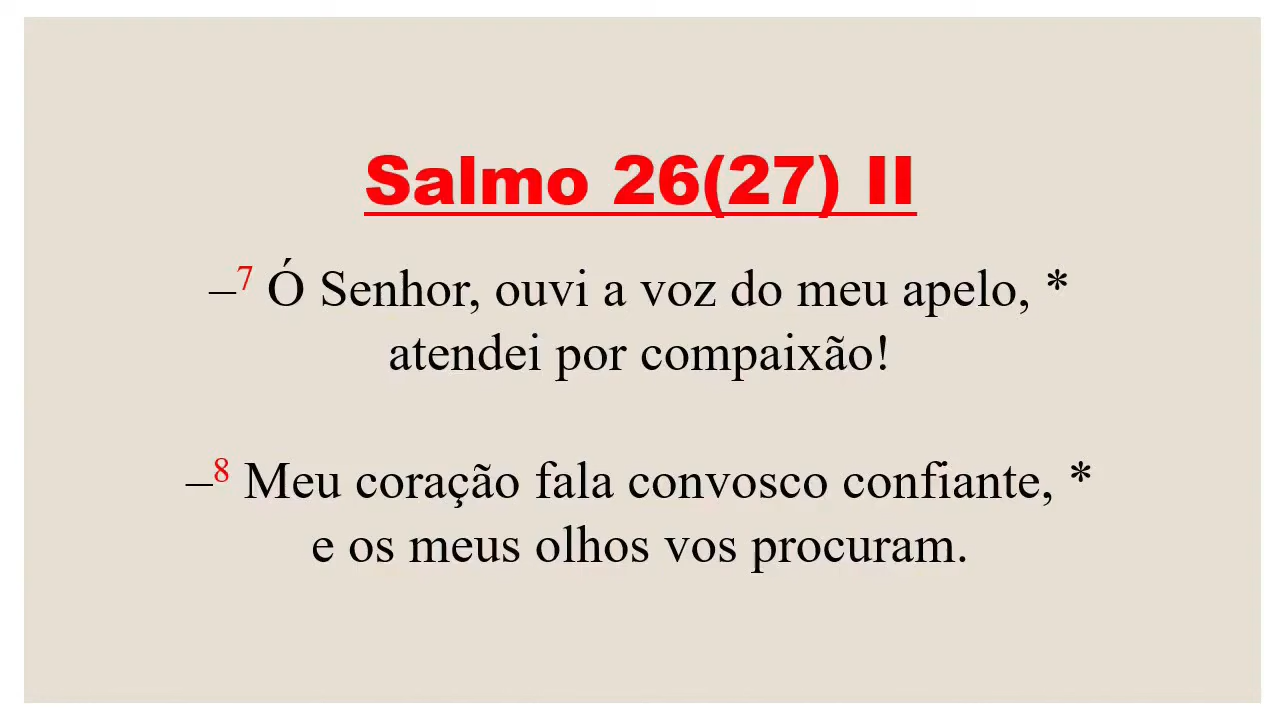 Salmo 26(27) II
–7 Ó Senhor, ouvi a voz do meu apelo, *
atendei por compaixão!
–8 Meu coração fala convosco confiante, *
e os meus olhos vos procuram.